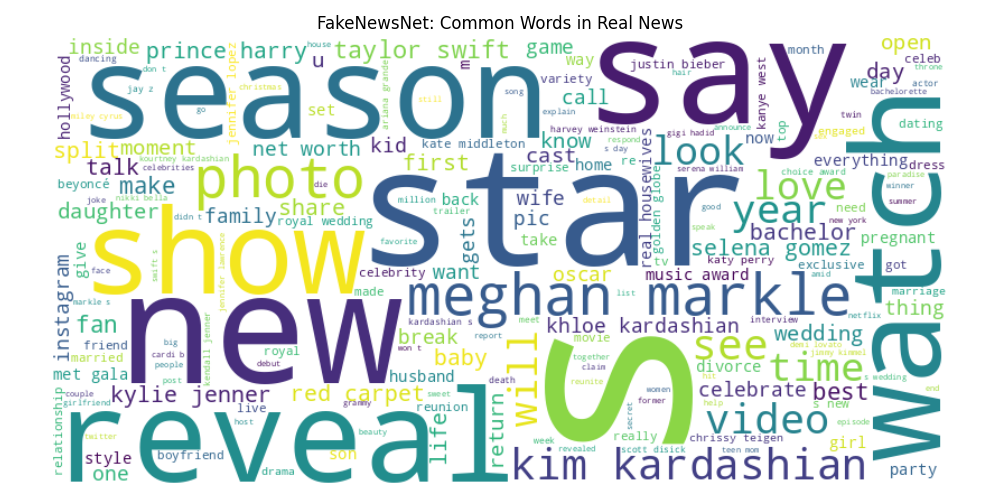 FakeNewsNet: Common Words in Real News
inside
prince harry
u
taylor swift
game
open
house
m
month
celeb
dancing
don t
jay z
season
say
variety
way
justin bieber
day
throne
hollywood
jennifer lopez
ariana grande
hair
kanye west
wear
actor
bachelorette
miley cyrus
go
christmas
set
still
song
call
explain
twin
watch
much
harvey weinstein
gigi hadid
announce
top
engaged
dating
split
moment
net worth
kid
kate middleton
know
respond
s day
now
talk
kourtney kardashian
celebrities
first
cast
re
real housewives
look
everything
dress
surprise
home
serena william
choice award
paradise
beyoncé
make
photo
star
love
winner
nikki bella
die
joke
million
back
wife
detail
good
summer
daughter
share
trailer
pic
golden globe
year
need
family
royal wedding
gets
new york
didn t
favorite
take
speak
bachelor
pregnant
give
show
selena gomez
tv
katy perry
exclusive
amid
got
face
swift s
jennifer lawrence
celebrity
want
oscar
music award
marriage
instagram
markle s
new
made
meghan markle
list
thing
netflix
fan
big
kardashian s
meet
khloe kardashian
interview
cardi b
kendall jenner
break
will
movie
wedding
friend
people
royal
won t
report
s
see
demi lovato
married
debut
together
jimmy kimmel
time
met gala
post
husband
baby
claim
divorce
s wedding
reunite
couple
death
women
hit
kylie jenner
red carpet
sweet
celebrate
best
end
girlfriend
grammy
former
help
s new
relationship
reveal
live
reunion
return
secret
video
episode
twitter
host
life
week
really
chrissy teigen
girl
style
beauty
revealed
scott disick
teen mom
one
boyfriend
drama
son
kim kardashian
party